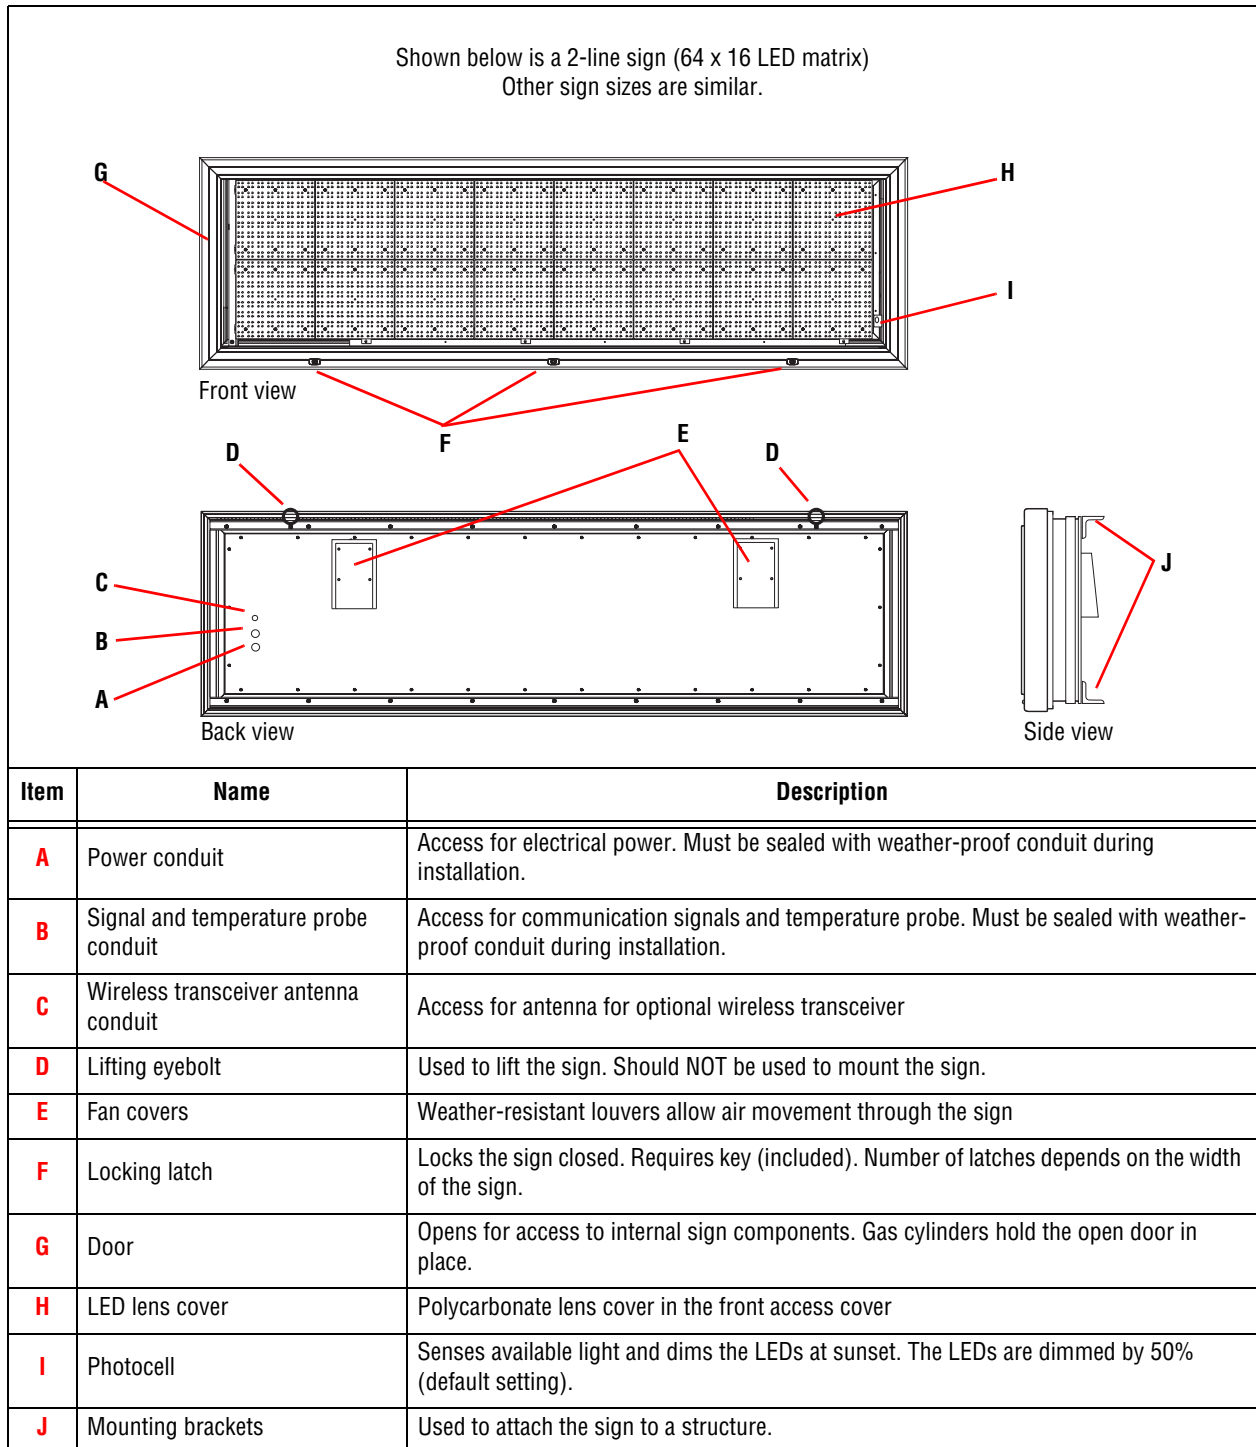 Shown below is a 2-line sign (64 x 16 LED matrix)
Other sign sizes are similar.
G
H
I
Front view
F
D
E
D
C
B
A
J
Back view
Side view
Item Name Description
A Power conduit Access for electrical power. Must be sealed with weather-proof conduit during
installation.
B Signal and temperature probe
conduit
Access for communication signals and temperature probe. Must be sealed with weather-
proof conduit during installation.
C Wireless transceiver antenna
conduit
Access for antenna for optional wireless transceiver
D Lifting eyebolt Used to lift the sign. Should NOT be used to mount the sign.
E Fan covers Weather-resistant louvers allow air movement through the sign
F Locking latch Locks the sign closed. Requires key (included). Number of latches depends on the width
of the sign.
G Door Opens for access to internal sign components. Gas cylinders hold the open door in
place.
H LED lens cover Polycarbonate lens cover in the front access cover
I Photocell Senses available light and dims the LEDs at sunset. The LEDs are dimmed by 50%
(default setting).
J Mounting brackets Used to attach the sign to a structure.